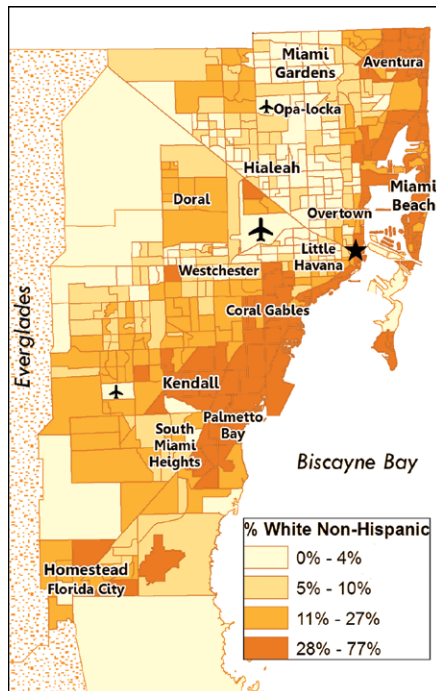 Miami
Gardens
Aventura
Opa-locka
Hialeah
Miami
Beach
Doral
Overtown
Little
Havana
Westchester
Coral Gables
Everglades
Kendall
Palmetto
Bay
South
Miami
Heights
Biscayne Bay
% White Non-Hispanic
0% - 4%
5% - 10%
11% - 27%
28% - 77%
Homestead
Florida City